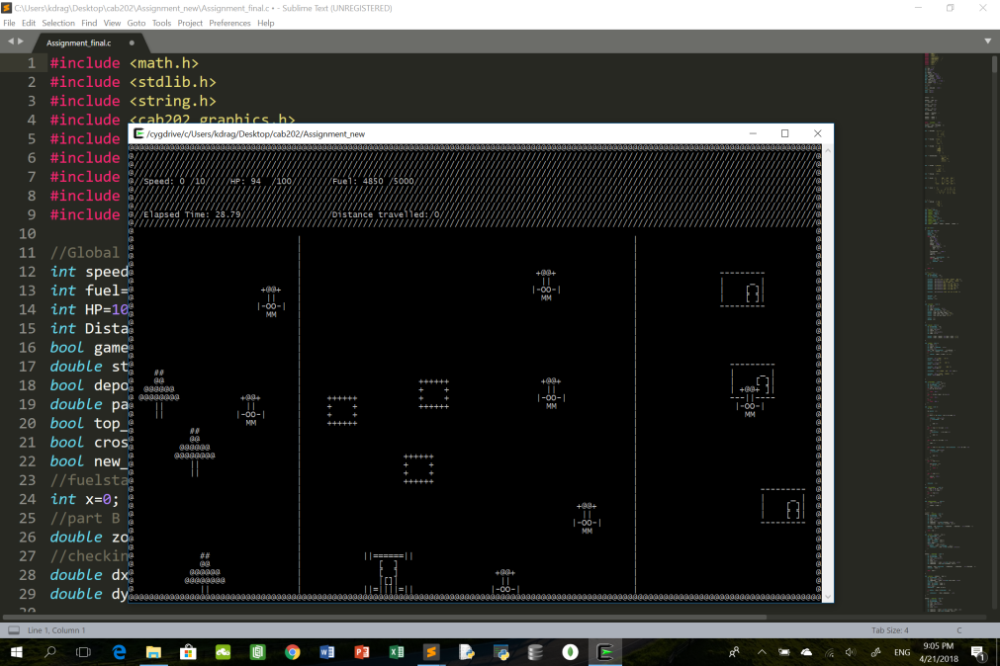 C:\Users\kdrag\Desktop\cab202\Assignment_new\Assignment_final.c • - Sublime Text (UNREGISTERED)
File Edit Selection Find View Goto Tools Project Preferences Help
Assignment_final.c
1 #include <math.h>
2 #include <stdlib.h>
3 #include <string.h>
4 #include <cab202_graphics.h>
5 #include
6 #include
7 #include
8 #include
9 #include
10
11 //Global
12 int speed
13 int fuel=
14 int HP=10
15 int Dista
16 bool game
17 double st
18 bool depo
19 double pa
20 bool top_
21 bool cros
22 bool new_
23 //fuelsta
24 int x=0;
25 //part B
26 double zo
27 //checkin
28 double dx
29 double dy
/cygdrive/c/Users/kdrag/Desktop/cab202/Assignment_new
Speed: 0 /10 HP: 94 /100 Fuel: 4850 /5000
Elapsed Time: 28.79 Distance travelled: 0
LOSE
WIN
Line 1, Column 1
Tab Size: 4
C
ENG
9:05 PM
4/21/2018
1